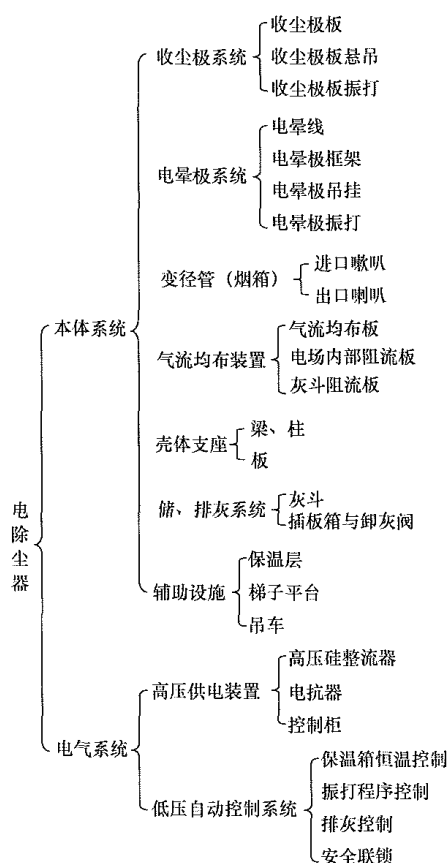 电除尘器
本体系统
收尘极系统
收尘极板
收尘极板悬吊
收尘极板振打
电晕极系统
电晕线
电晕极框架
电晕极吊挂
电晕极振打
变径管（烟箱）
进口嗽叭
出口喇叭
气流均布装置
气流均布板
电场内部阻流板
灰斗阻流板
壳体支座
梁、柱
板
储、排灰系统
灰斗
插板箱与卸灰阀
辅助设施
保温层
梯子平台
吊车
电气系统
高压供电装置
高压硅整流器
电抗器
控制柜
低压自动控制系统
保温箱恒温控制
振打程序控制
排灰控制
安全联锁